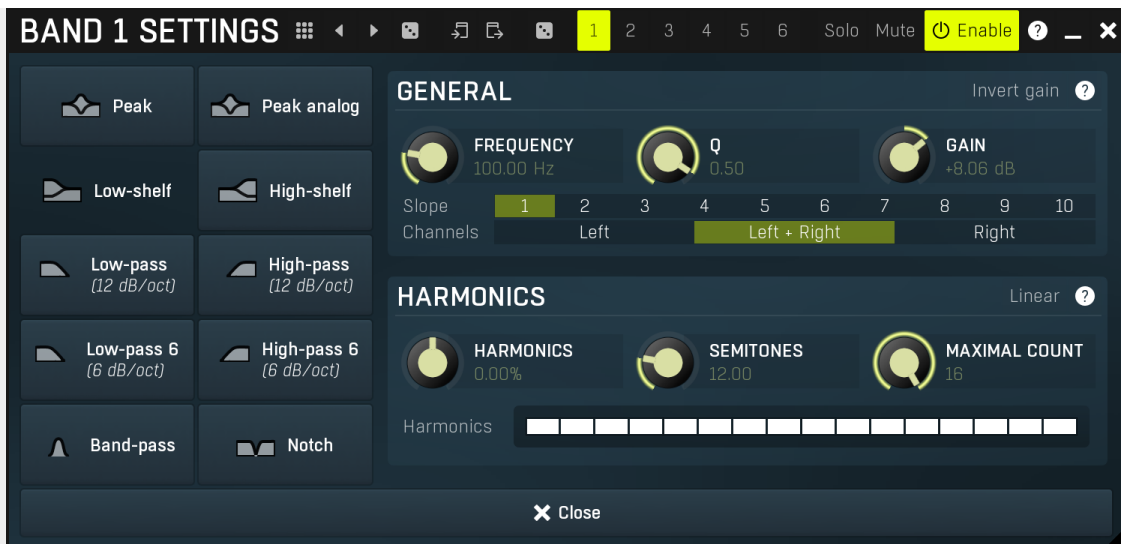 BAND 1 SETTINGS 1 2 3 4 5 6 Solo Mute Enable ?
Peak
Peak analog
Low-shelf
High-shelf
Low-pass
(12 dB/oct)
High-pass
(12 dB/oct)
Low-pass 6
(6 dB/oct)
High-pass 6
(6 dB/oct)
Band-pass
Notch
GENERAL Invert gain ?
FREQUENCY
100.00 Hz
Q
0.50
GAIN
+8.06 dB
Slope 1 2 3 4 5 6 7 8 9 10
Channels Left Left + Right Right
HARMONICS Linear ?
HARMONICS
0.00%
SEMITONES
12.00
MAXIMAL COUNT
16
Harmonics
Close